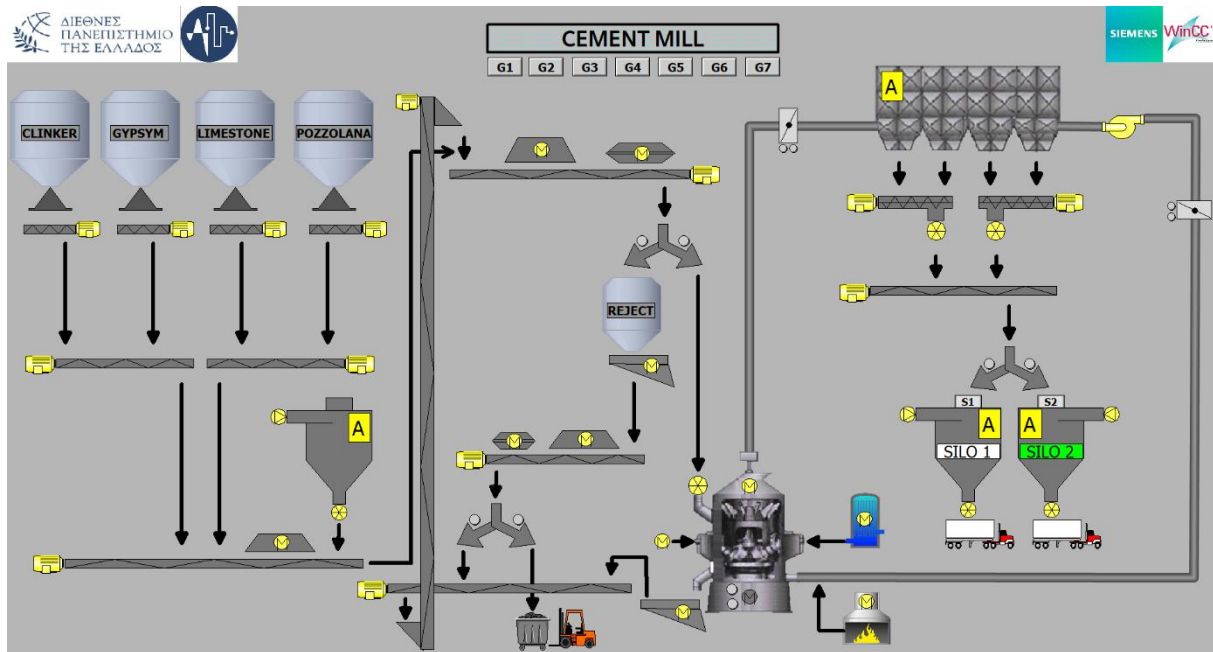 ΔΙΕΘΝΕΣ
ΠΑΝΕΠΙΣΤΗΜΙΟ
ΤΗΣ ΕΛΛΑΔΟΣ
CEMENT MILL
G1 G2 G3 G4 G5 G6 G7
SIEMENS WinCC
CLINKER GYPSYM LIMESTONE POZZOLANA
A
M M
REJECT
M
A
M M
S1 S2
A A
SILO 1 SILO 2
M
M M
M
M M
M